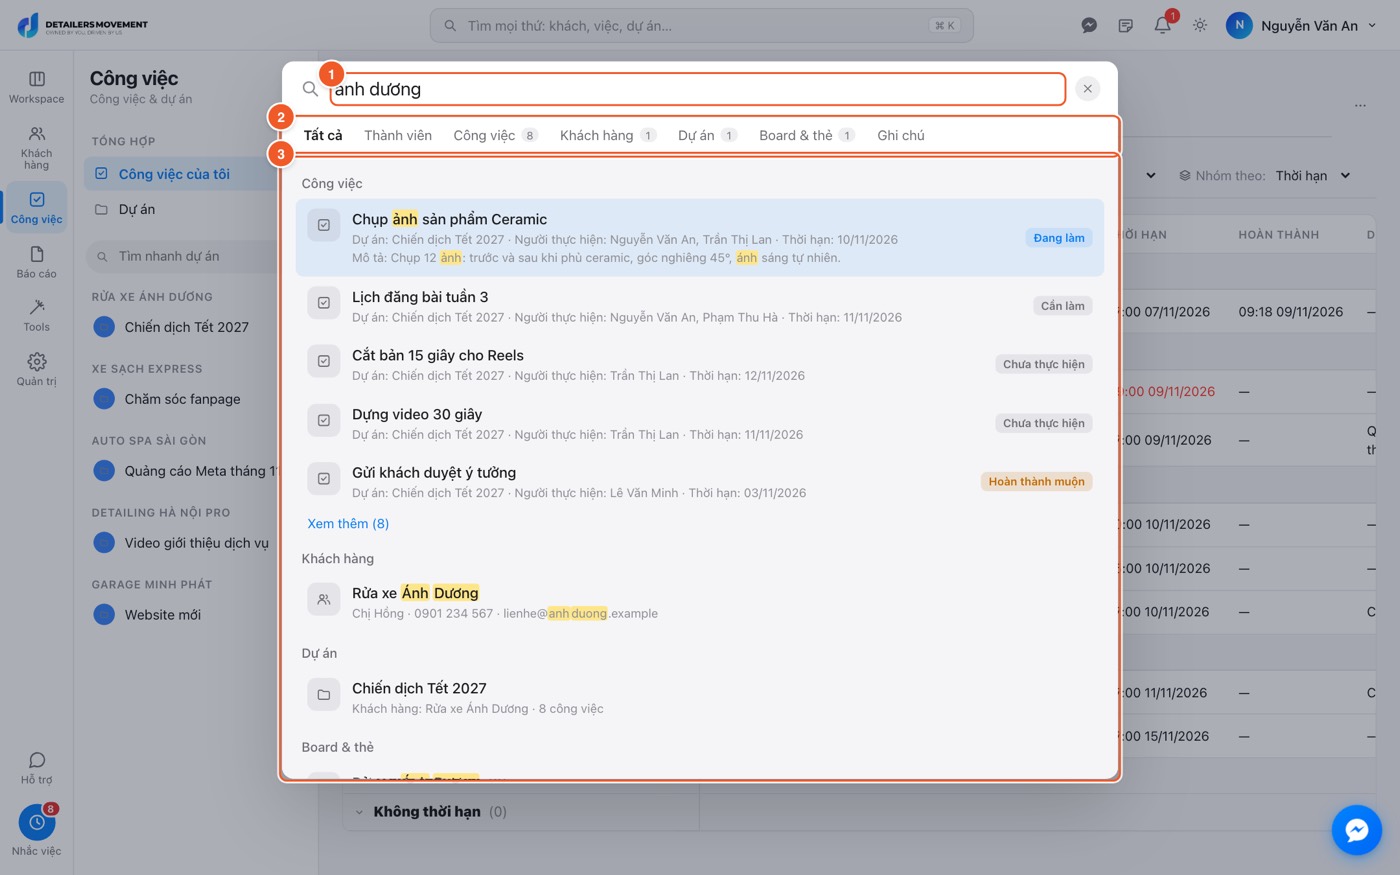 DETAILERS MOVEMENT
OWNED BY YOU, DRIVEN BY US
Tìm mọi thứ: khách, việc, dự án...
⌘ K
1
N
Nguyễn Văn An
Workspace
Khách hàng
Công việc
Báo cáo
Tools
Quản trị
Hỗ trợ
8
Nhắc việc
Công việc
Công việc & dự án
TỔNG HỢP
Công việc của tôi
Dự án
Tìm nhanh dự án
RỬA XE ÁNH DƯƠNG
Chiến dịch Tết 2027
XE SẠCH EXPRESS
Chăm sóc fanpage
AUTO SPA SÀI GÒN
Quảng cáo Meta tháng 11
DETAILING HÀ NỘI PRO
Video giới thiệu dịch vụ
GARAGE MINH PHÁT
Website mới
1
ánh dương
2
Tất cả
Thành viên
Công việc 8
Khách hàng 1
Dự án 1
Board & thẻ 1
Ghi chú
3
Công việc
Chụp ảnh sản phẩm Ceramic
Dự án: Chiến dịch Tết 2027 · Người thực hiện: Nguyễn Văn An, Trần Thị Lan · Thời hạn: 10/11/2026
Mô tả: Chụp 12 ảnh: trước và sau khi phủ ceramic, góc nghiêng 45°, ánh sáng tự nhiên.
Đang làm
Lịch đăng bài tuần 3
Dự án: Chiến dịch Tết 2027 · Người thực hiện: Nguyễn Văn An, Phạm Thu Hà · Thời hạn: 11/11/2026
Cần làm
Cắt bản 15 giây cho Reels
Dự án: Chiến dịch Tết 2027 · Người thực hiện: Trần Thị Lan · Thời hạn: 12/11/2026
Chưa thực hiện
Dựng video 30 giây
Dự án: Chiến dịch Tết 2027 · Người thực hiện: Trần Thị Lan · Thời hạn: 11/11/2026
Chưa thực hiện
Gửi khách duyệt ý tưởng
Dự án: Chiến dịch Tết 2027 · Người thực hiện: Lê Văn Minh · Thời hạn: 03/11/2026
Hoàn thành muộn
Xem thêm (8)
Khách hàng
Rửa xe Ánh Dương
Chị Hồng · 0901 234 567 · lienhe@anhduong.example
Dự án
Chiến dịch Tết 2027
Khách hàng: Rửa xe Ánh Dương · 8 công việc
Board & thẻ
Không thời hạn (0)
...
Nhóm theo: Thời hạn
HẠN
HOÀN THÀNH
:00 07/11/2026
09:18 09/11/2026
—
:00 09/11/2026
—
:00 09/11/2026
—
:00 10/11/2026
—
:00 10/11/2026
—
:00 10/11/2026
—
:00 11/11/2026
—
:00 15/11/2026
—